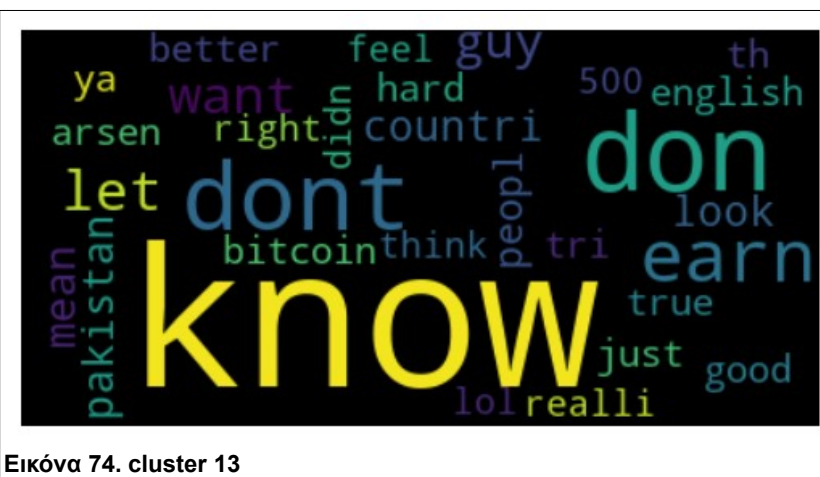 better feel guy th
ya want hard 500 english
arsen right didn countri don
let dont peopl look
pakistan bitcoin think tri earn
mean know true
just good
lol realli
Εικόνα 74. cluster 13